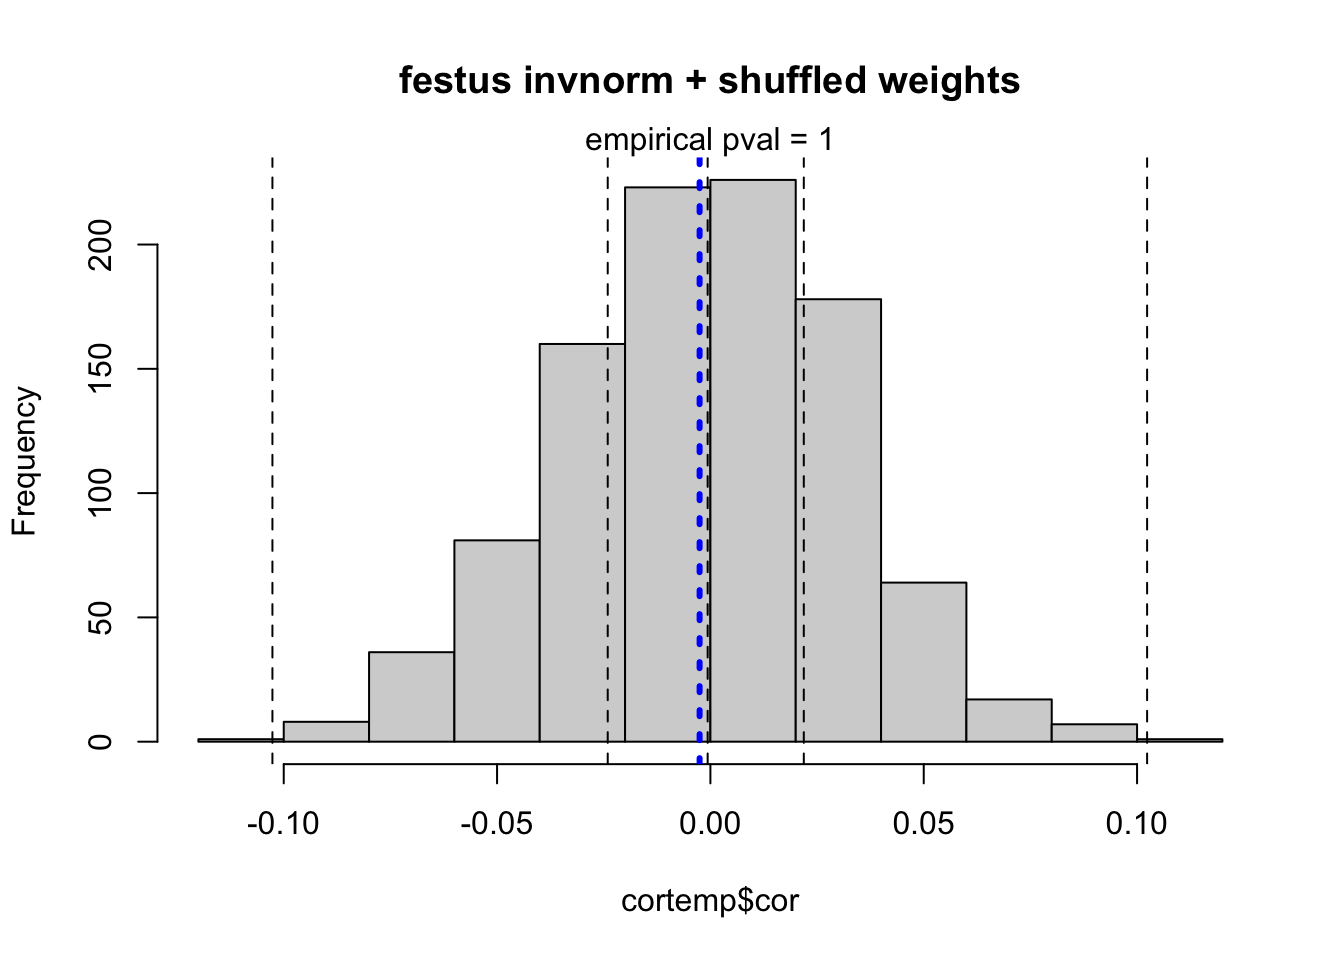 festus invnorm + shuffled weights
empirical pval = 1
Frequency
200
150
100
50
0
-0.10 -0.05 0.00 0.05 0.10
cortemp$cor